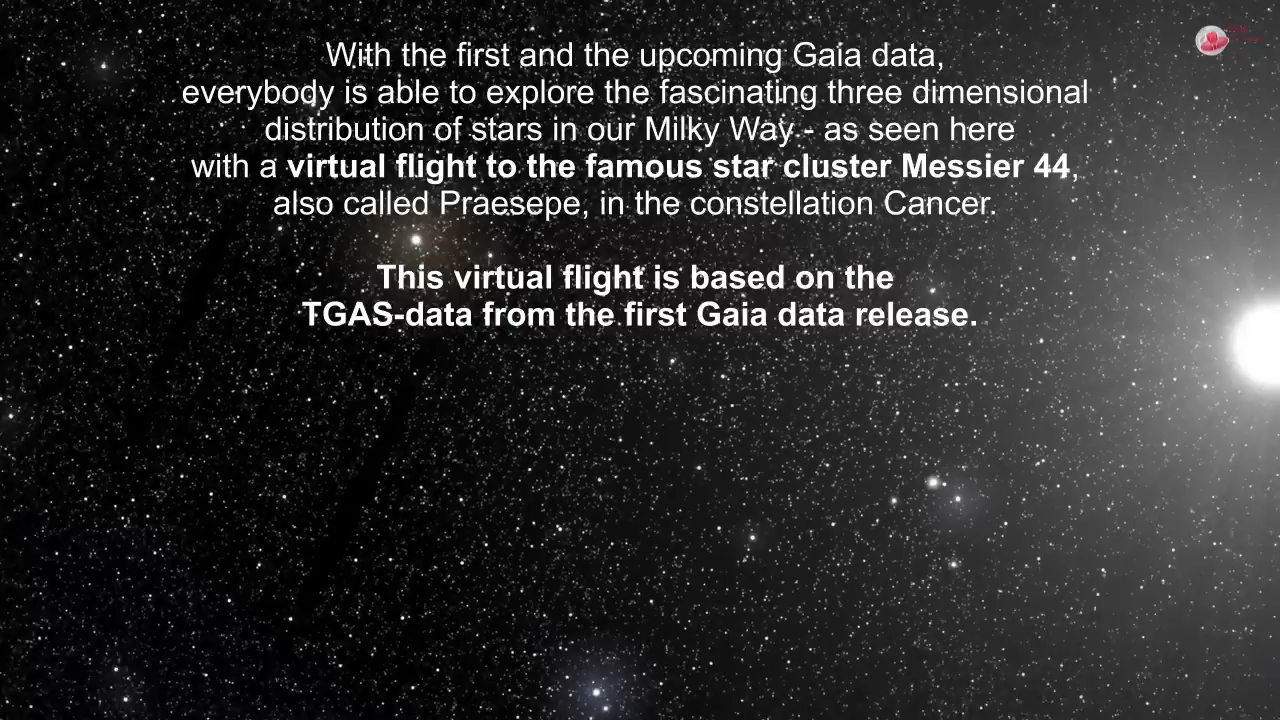 With the first and the upcoming Gaia data,
everybody is able to explore the fascinating three dimensional
distribution of stars in our Milky Way - as seen here
with a virtual flight to the famous star cluster Messier 44,
also called Praesepe, in the constellation Cancer.
This virtual flight is based on the
TGAS-data from the first Gaia data release.